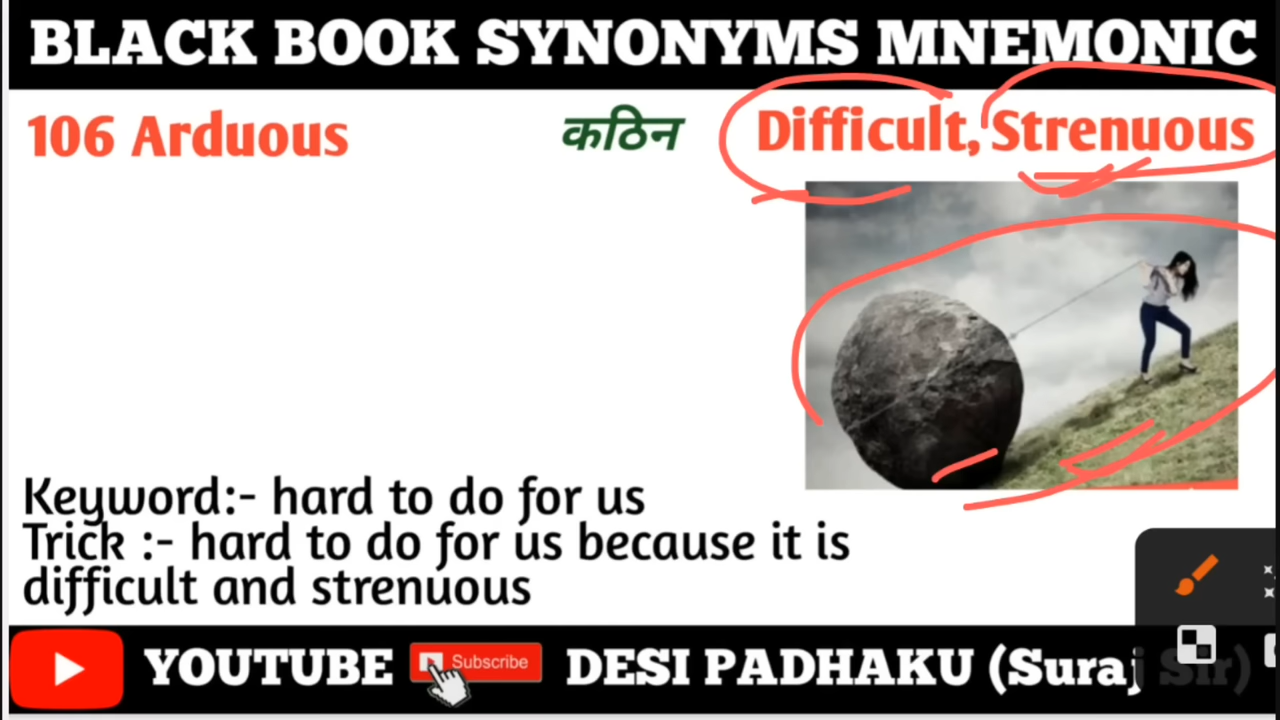 BLACK BOOK SYNONYMS MNEMONIC
106 Arduous कठिन Difficult, Strenuous
Keyword:- hard to do for us
Trick :- hard to do for us because it is
difficult and strenuous
YOUTUBE Subscribe DESI PADHAKU (Suraj Sir)